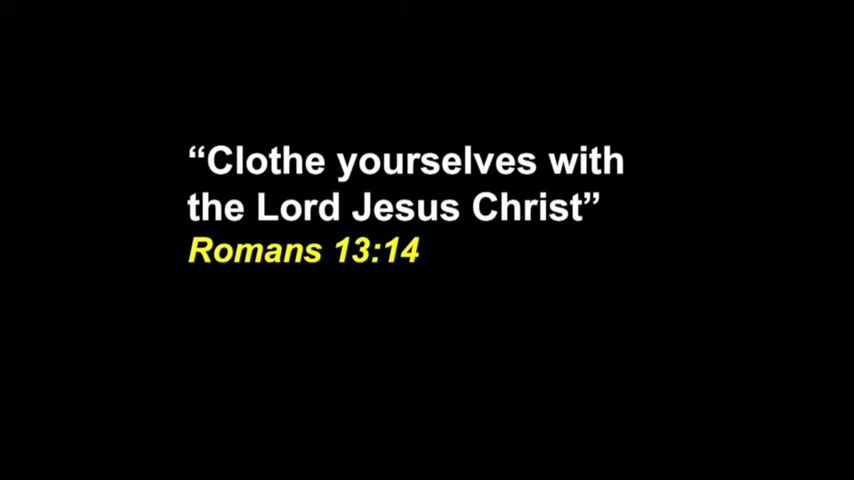 “Clothe yourselves with
the Lord Jesus Christ”
Romans 13:14